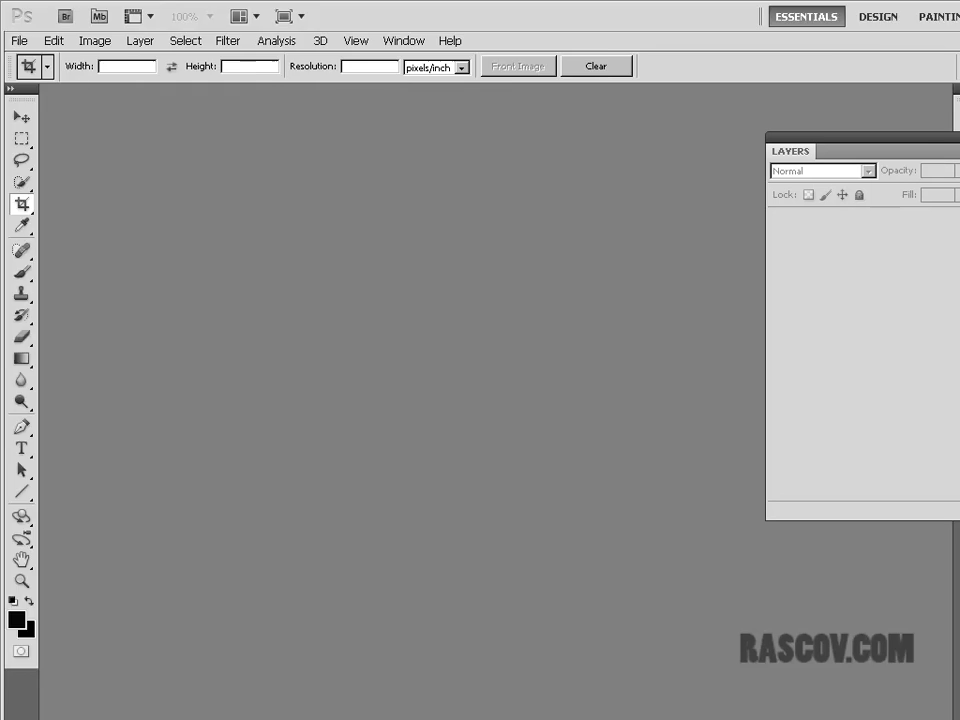 Ps Br Mb 100% ESSENTIALS DESIGN PAINTIN
File Edit Image Layer Select Filter Analysis 3D View Window Help
Width: Height: Resolution: pixels/inch Front Image Clear
LAYERS
Normal Opacity:
Lock: Fill:
T
RASCOV.COM